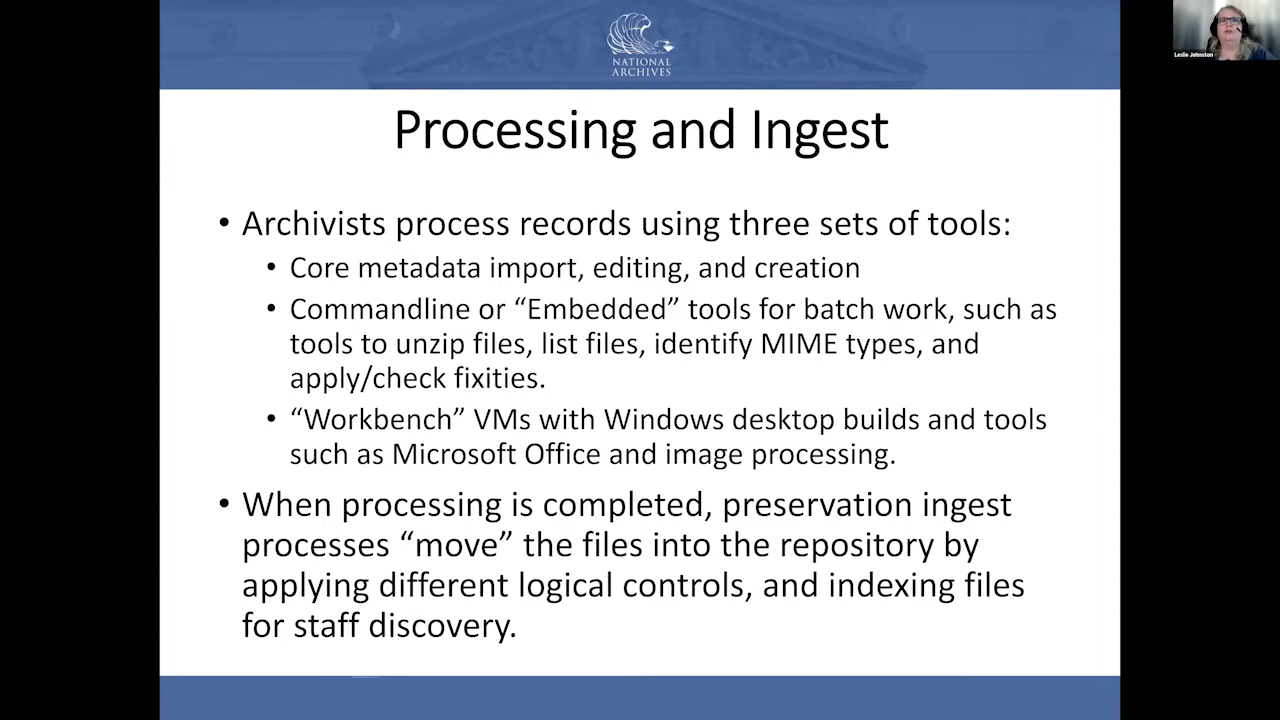 NATIONAL
ARCHIVES
Leslie Johnston
Processing and Ingest
• Archivists process records using three sets of tools:
• Core metadata import, editing, and creation
• Commandline or “Embedded” tools for batch work, such as
tools to unzip files, list files, identify MIME types, and
apply/check fixities.
• “Workbench” VMs with Windows desktop builds and tools
such as Microsoft Office and image processing.
• When processing is completed, preservation ingest
processes “move” the files into the repository by
applying different logical controls, and indexing files
for staff discovery.